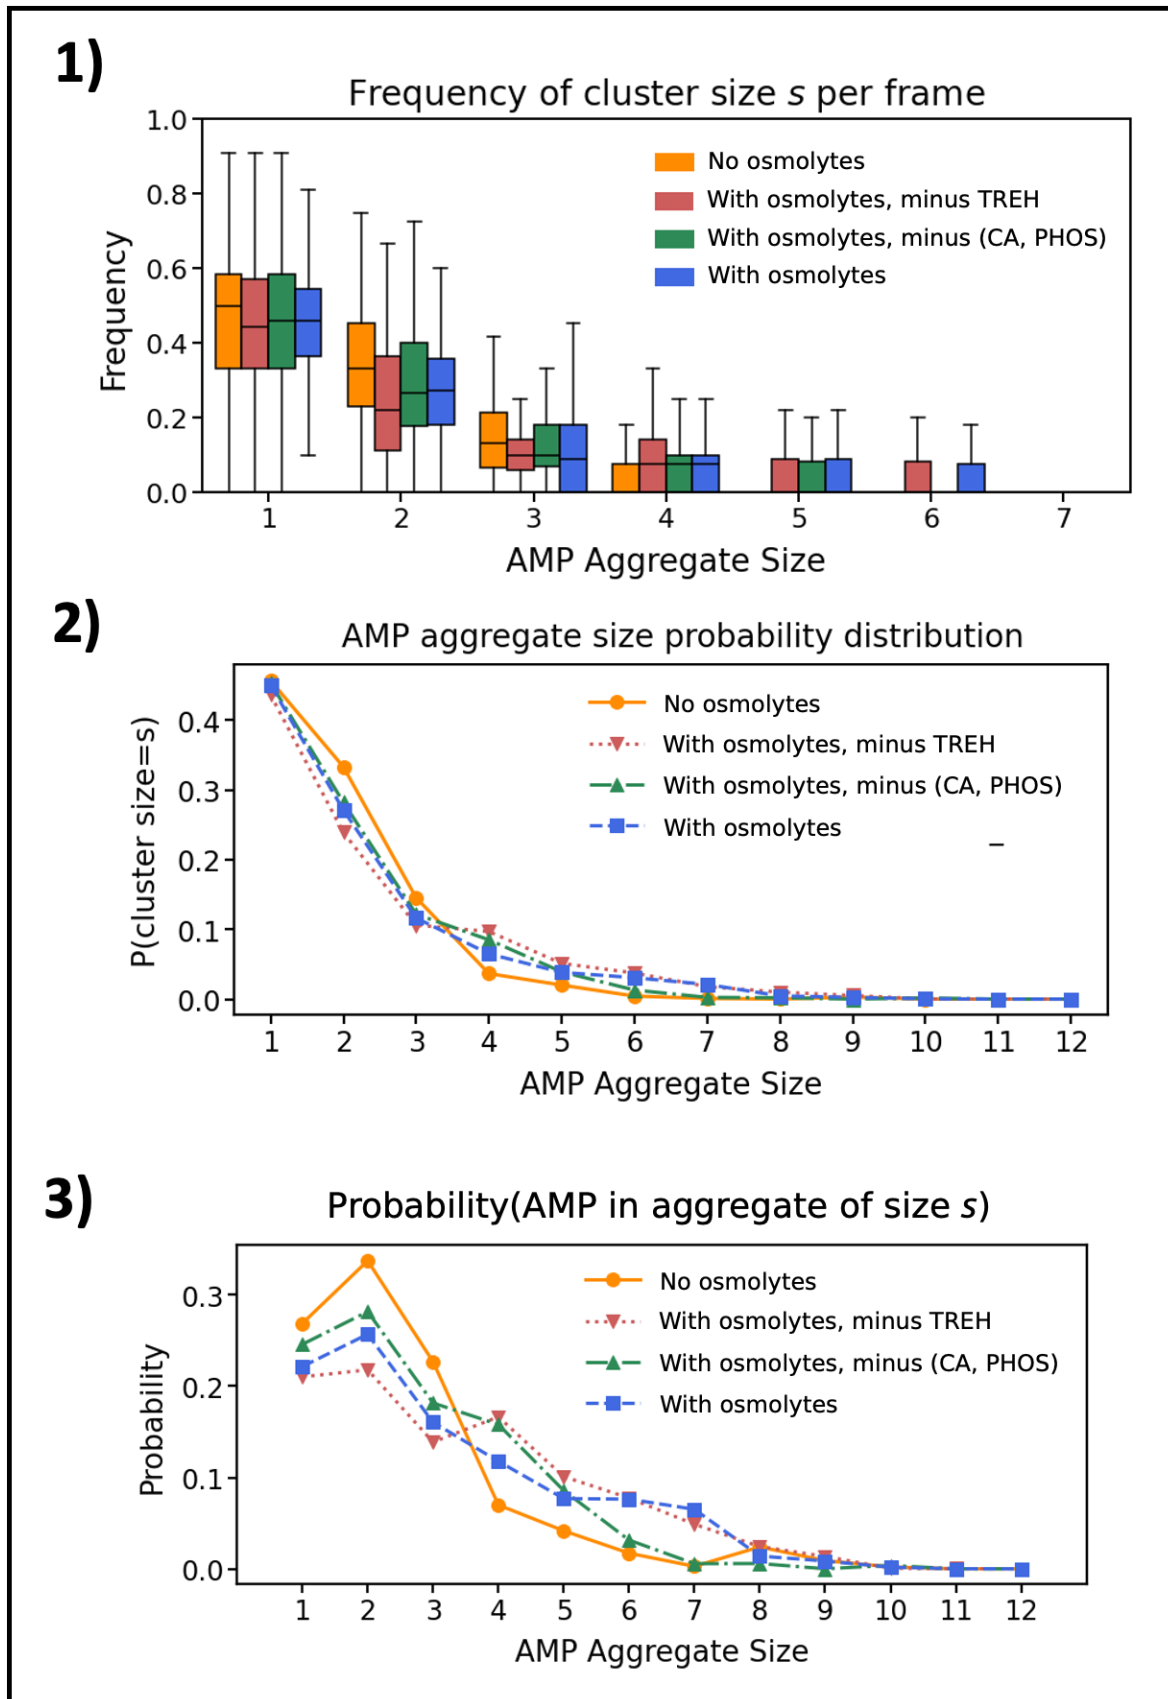 1)
Frequency of cluster size s per frame
1.0
0.8
0.6
0.4
0.2
0.0
Frequency
No osmolytes
With osmolytes, minus TREH
With osmolytes, minus (CA, PHOS)
With osmolytes
1 2 3 4 5 6 7
AMP Aggregate Size
2)
AMP aggregate size probability distribution
0.4
0.3
0.2
0.1
0.0
P(cluster size=s)
No osmolytes
With osmolytes, minus TREH
With osmolytes, minus (CA, PHOS)
With osmolytes
1 2 3 4 5 6 7 8 9 10 11 12
AMP Aggregate Size
3)
Probability(AMP in aggregate of size s)
0.3
0.2
0.1
0.0
Probability
No osmolytes
With osmolytes, minus TREH
With osmolytes, minus (CA, PHOS)
With osmolytes
1 2 3 4 5 6 7 8 9 10 11 12
AMP Aggregate Size